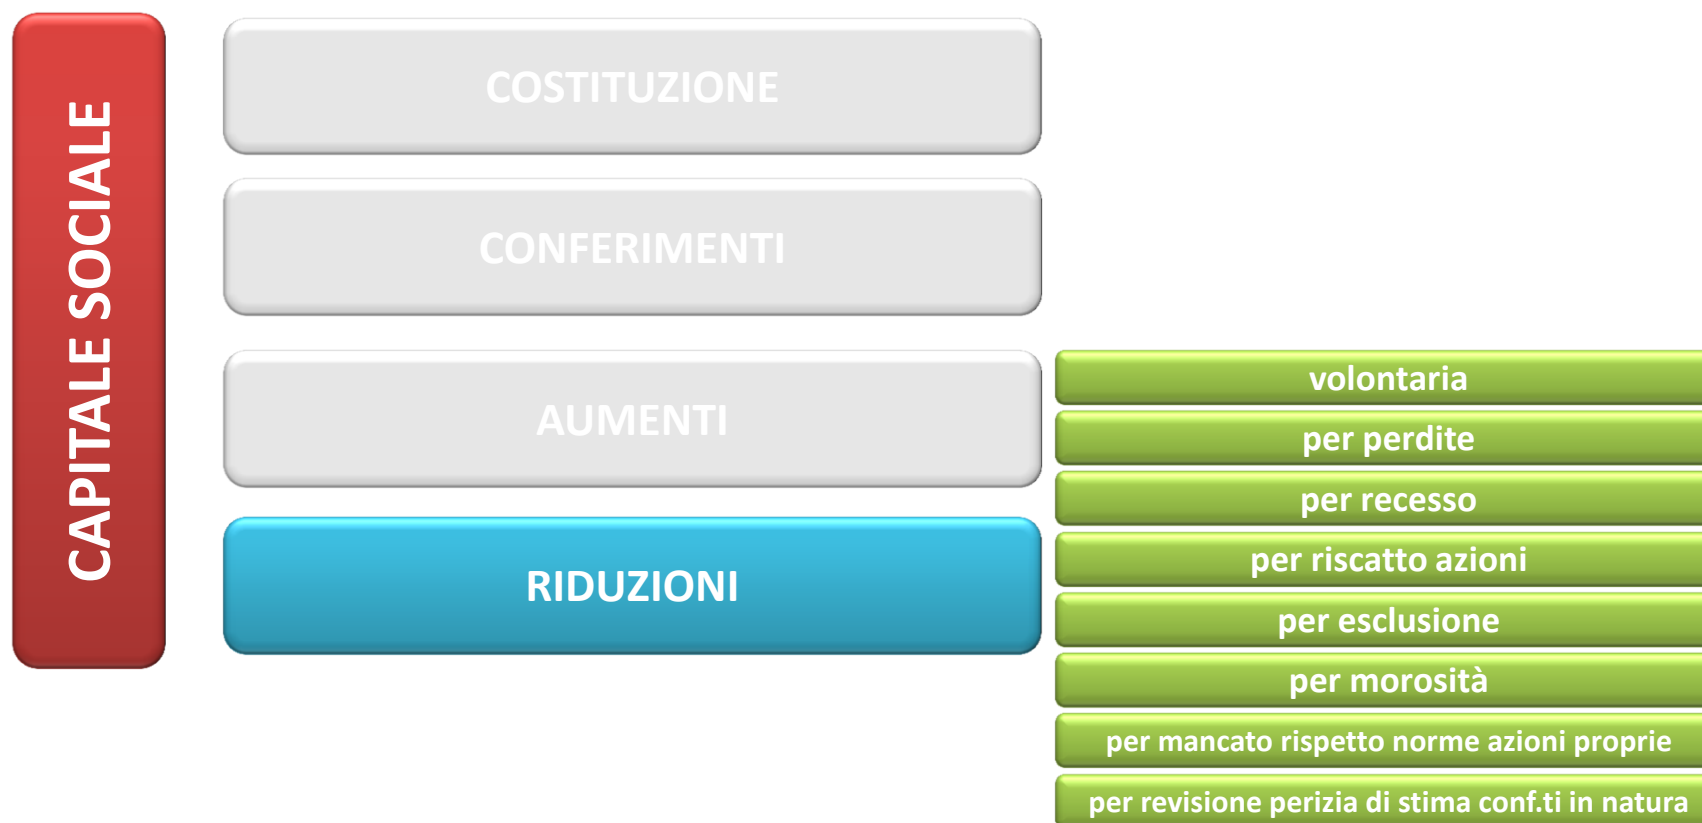 CAPITALE SOCIALE
COSTITUZIONE
CONFERIMENTI
AUMENTI
RIDUZIONI
volontaria
per perdite
per recesso
per riscatto azioni
per esclusione
per morosità
per mancato rispetto norme azioni proprie
per revisione perizia di stima conf.ti in natura